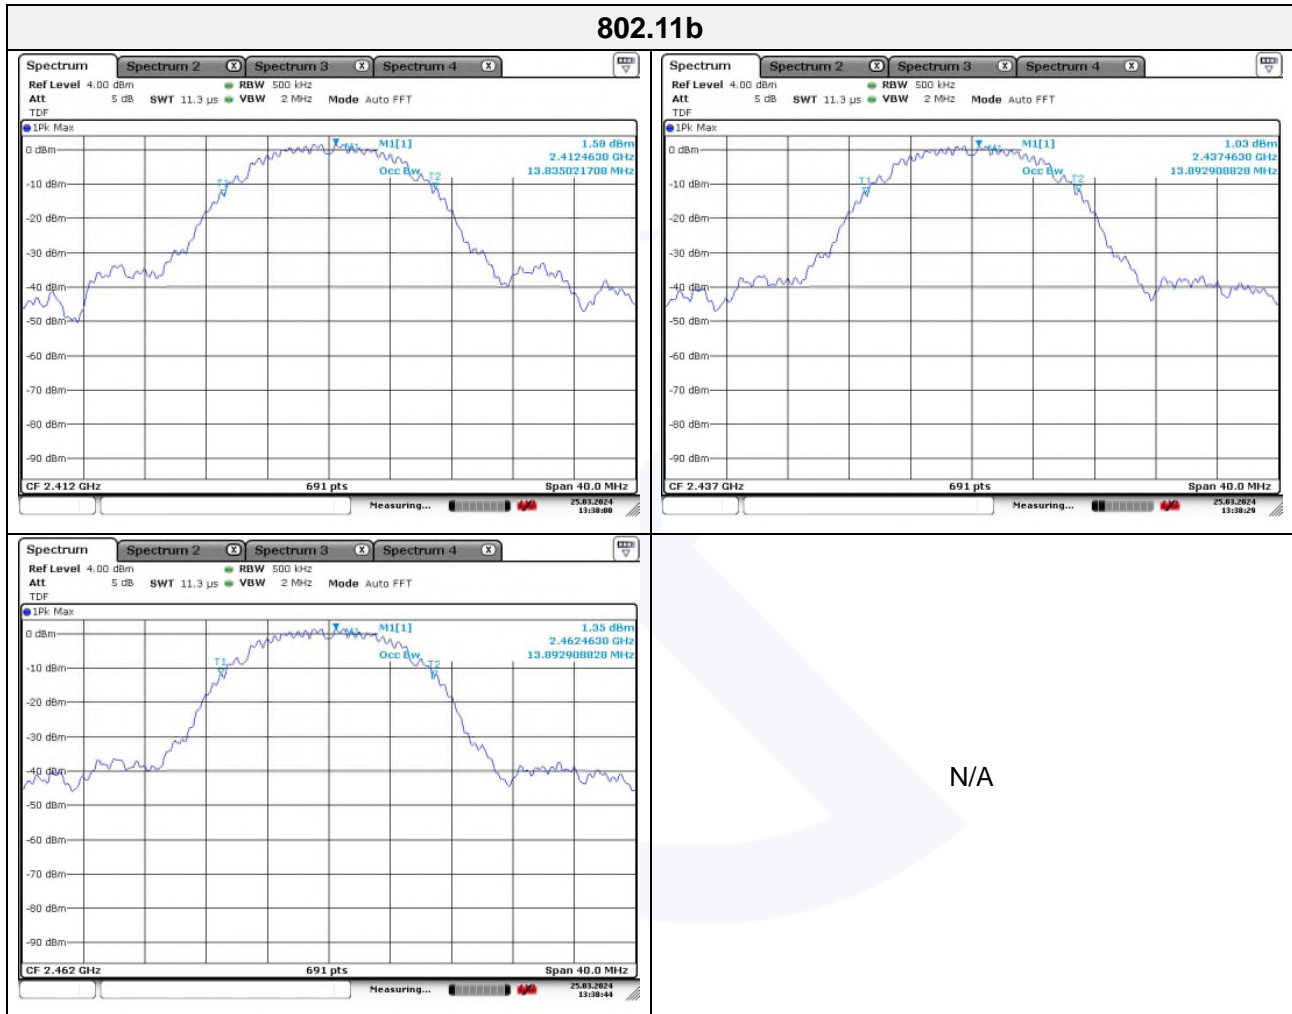 802.11b
Spectrum Spectrum 2 X Spectrum 3 X Spectrum 4 X
Ref Level 4.00 dBm RBW 500 kHz
Att 5 dB SWT 11.3 µs VBW 2 MHz Mode Auto FFT
TDF
1Pk Max
M1[1] 1.58 dBm
2.4124630 GHz
Occ Bw 13.835021708 MHz
0 dBm
-10 dBm
-20 dBm
-30 dBm
-40 dBm
-50 dBm
-60 dBm
-70 dBm
-80 dBm
-90 dBm
T1
M1
T2
CF 2.412 GHz 691 pts Span 40.0 MHz
Measuring... 25.03.2024
13:38:00
Spectrum Spectrum 2 X Spectrum 3 X Spectrum 4 X
Ref Level 4.00 dBm RBW 500 kHz
Att 5 dB SWT 11.3 µs VBW 2 MHz Mode Auto FFT
TDF
1Pk Max
M1[1] 1.03 dBm
2.4374630 GHz
Occ Bw 13.892908828 MHz
0 dBm
-10 dBm
-20 dBm
-30 dBm
-40 dBm
-50 dBm
-60 dBm
-70 dBm
-80 dBm
-90 dBm
T1
M1
T2
CF 2.437 GHz 691 pts Span 40.0 MHz
Measuring... 25.03.2024
13:38:29
Spectrum Spectrum 2 X Spectrum 3 X Spectrum 4 X
Ref Level 4.00 dBm RBW 500 kHz
Att 5 dB SWT 11.3 µs VBW 2 MHz Mode Auto FFT
TDF
1Pk Max
M1[1] 1.35 dBm
2.4624630 GHz
Occ Bw 13.892908828 MHz
0 dBm
-10 dBm
-20 dBm
-30 dBm
-40 dBm
-50 dBm
-60 dBm
-70 dBm
-80 dBm
-90 dBm
T1
M1
T2
CF 2.462 GHz 691 pts Span 40.0 MHz
Measuring... 25.03.2024
13:38:44
N/A